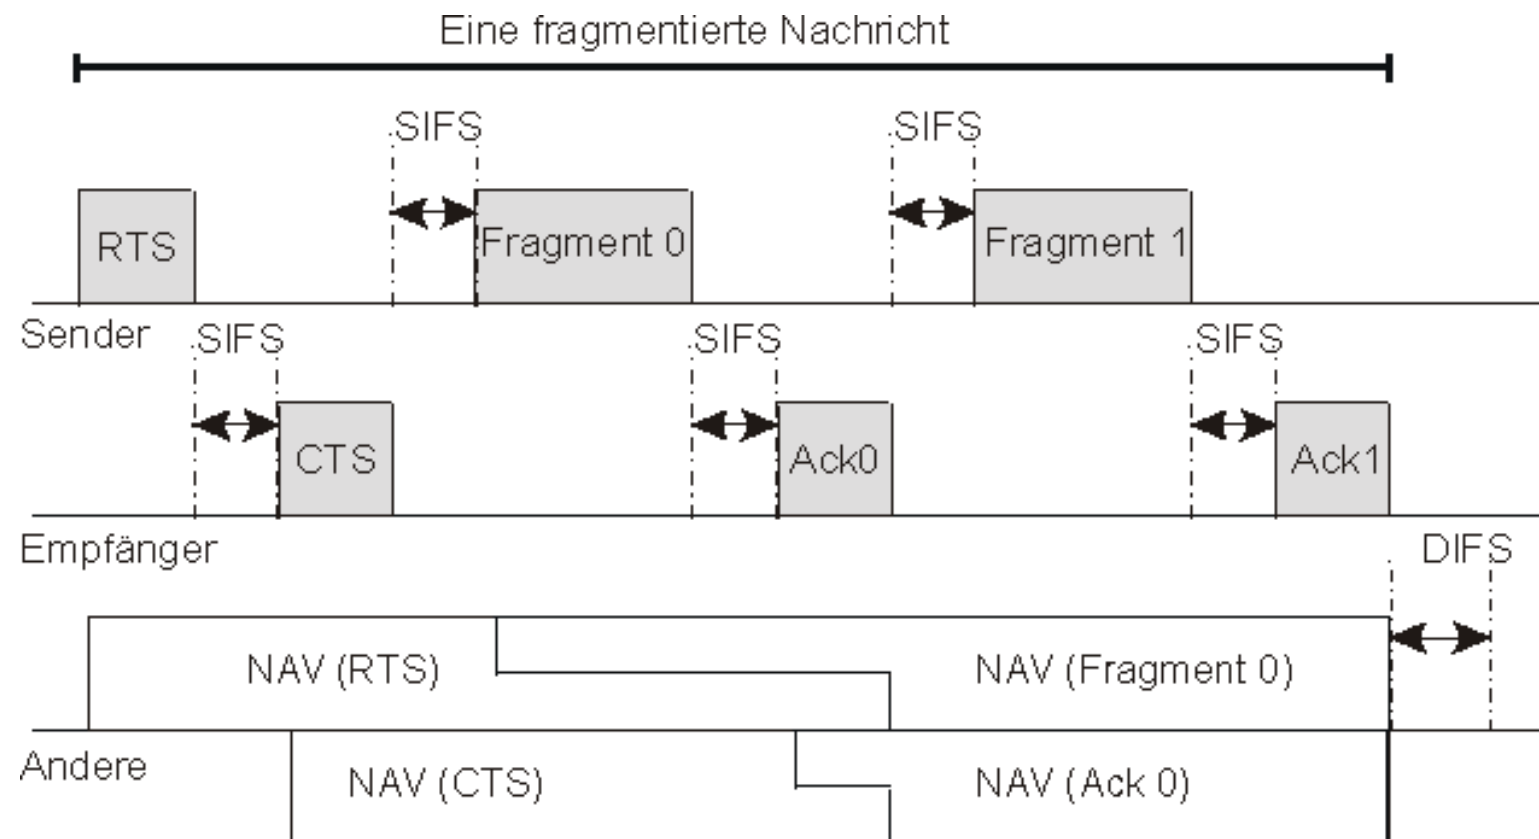 Eine fragmentierte Nachricht
SIFS
SIFS
RTS
Fragment 0
Fragment 1
Sender
SIFS
SIFS
SIFS
CTS
Ack0
Ack1
Empfänger
DIFS
NAV (RTS)
NAV (Fragment 0)
Andere
NAV (CTS)
NAV (Ack 0)